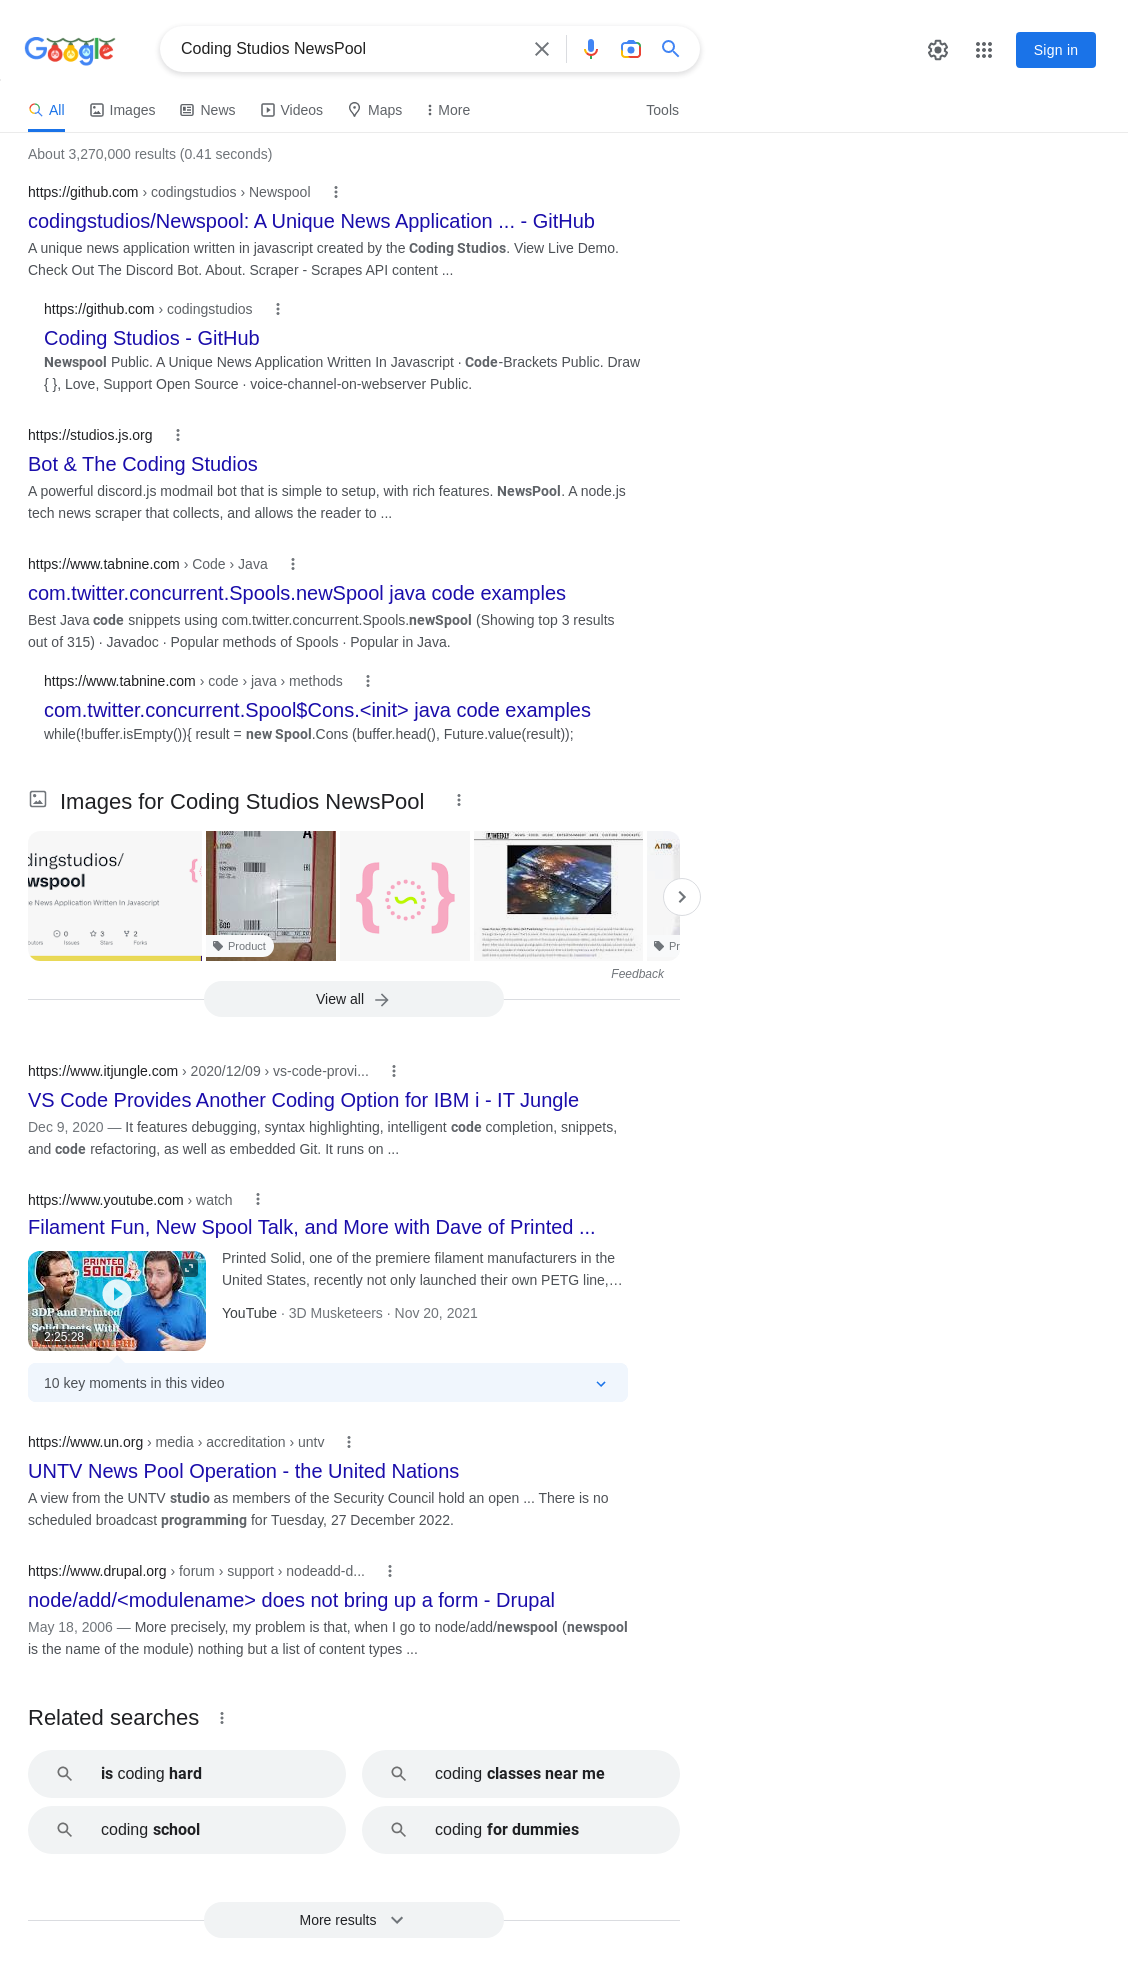 Google
Coding Studios NewsPool
Sign in
All
Images
News
Videos
Maps
More
Tools
About 3,270,000 results (0.41 seconds)
https://github.com › codingstudios › Newspool
codingstudios/Newspool: A Unique News Application ... - GitHub
A unique news application written in javascript created by the Coding Studios. View Live Demo.
Check Out The Discord Bot. About. Scraper - Scrapes API content ...
https://github.com › codingstudios
Coding Studios - GitHub
Newspool Public. A Unique News Application Written In Javascript · Code-Brackets Public. Draw
{ }, Love, Support Open Source · voice-channel-on-webserver Public.
https://studios.js.org
Bot & The Coding Studios
A powerful discord.js modmail bot that is simple to setup, with rich features. NewsPool. A node.js
tech news scraper that collects, and allows the reader to ...
https://www.tabnine.com › Code › Java
com.twitter.concurrent.Spools.newSpool java code examples
Best Java code snippets using com.twitter.concurrent.Spools.newSpool (Showing top 3 results
out of 315) · Javadoc · Popular methods of Spools · Popular in Java.
https://www.tabnine.com › code › java › methods
com.twitter.concurrent.Spool$Cons.<init> java code examples
while(!buffer.isEmpty()){ result = new Spool.Cons (buffer.head(), Future.value(result));
Images for Coding Studios NewsPool
dingstudios/
wspool
e News Application Written In Javascript
0 3 2
utors Issues Stars Forks
AMO
Product
WEEKLY
AMO
Pr
Feedback
View all
https://www.itjungle.com › 2020/12/09 › vs-code-provi...
VS Code Provides Another Coding Option for IBM i - IT Jungle
Dec 9, 2020 — It features debugging, syntax highlighting, intelligent code completion, snippets,
and code refactoring, as well as embedded Git. It runs on ...
https://www.youtube.com › watch
Filament Fun, New Spool Talk, and More with Dave of Printed ...
PRINTED
SOLID
3DP and Printed
Solid Deets With
2:25:28
Printed Solid, one of the premiere filament manufacturers in the
United States, recently not only launched their own PETG line,…
YouTube · 3D Musketeers · Nov 20, 2021
10 key moments in this video
https://www.un.org › media › accreditation › untv
UNTV News Pool Operation - the United Nations
A view from the UNTV studio as members of the Security Council hold an open ... There is no
scheduled broadcast programming for Tuesday, 27 December 2022.
https://www.drupal.org › forum › support › nodeadd-d...
node/add/<modulename> does not bring up a form - Drupal
May 18, 2006 — More precisely, my problem is that, when I go to node/add/newspool (newspool
is the name of the module) nothing but a list of content types ...
Related searches
is coding hard
coding classes near me
coding school
coding for dummies
More results